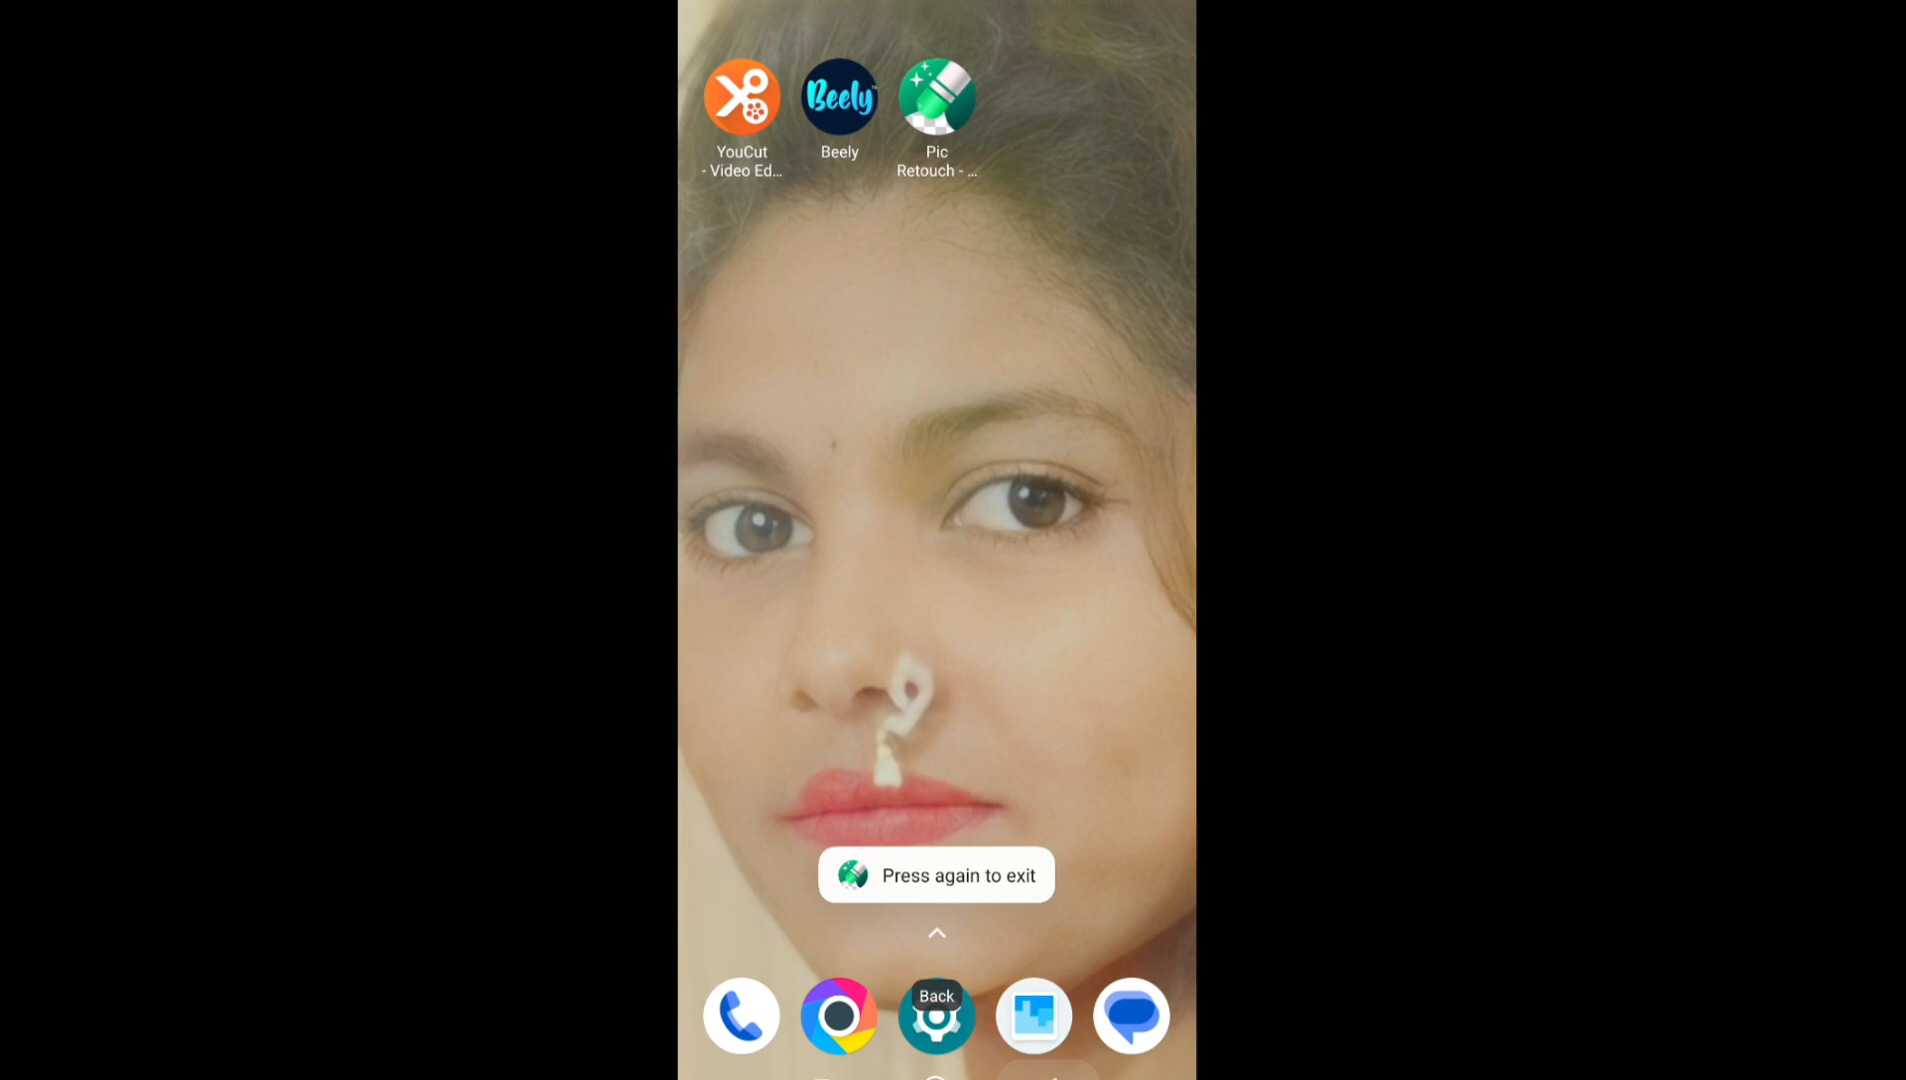 Beely
YouCut
- Video Ed...
Beely
Pic
Retouch - ...
Press again to exit
Back